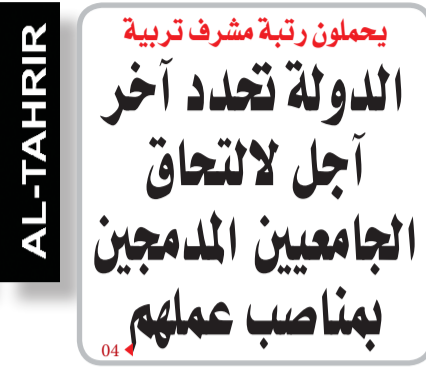 يحملون رتبة مشرف تربية
الدولة تحدد آخر
آجل لالتحاق
الجامعيين المدمجين
بمناصب عملهم
04
AL-TAHRIR